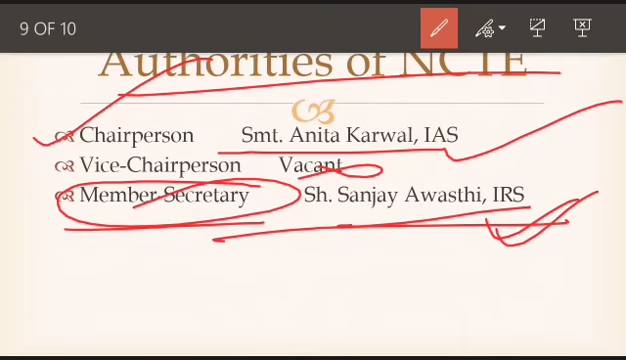 9 OF 10
Authorities of NCTE
Chairperson Smt. Anita Karwal, IAS
Vice-Chairperson Vacant
Member Secretary Sh. Sanjay Awasthi, IRS